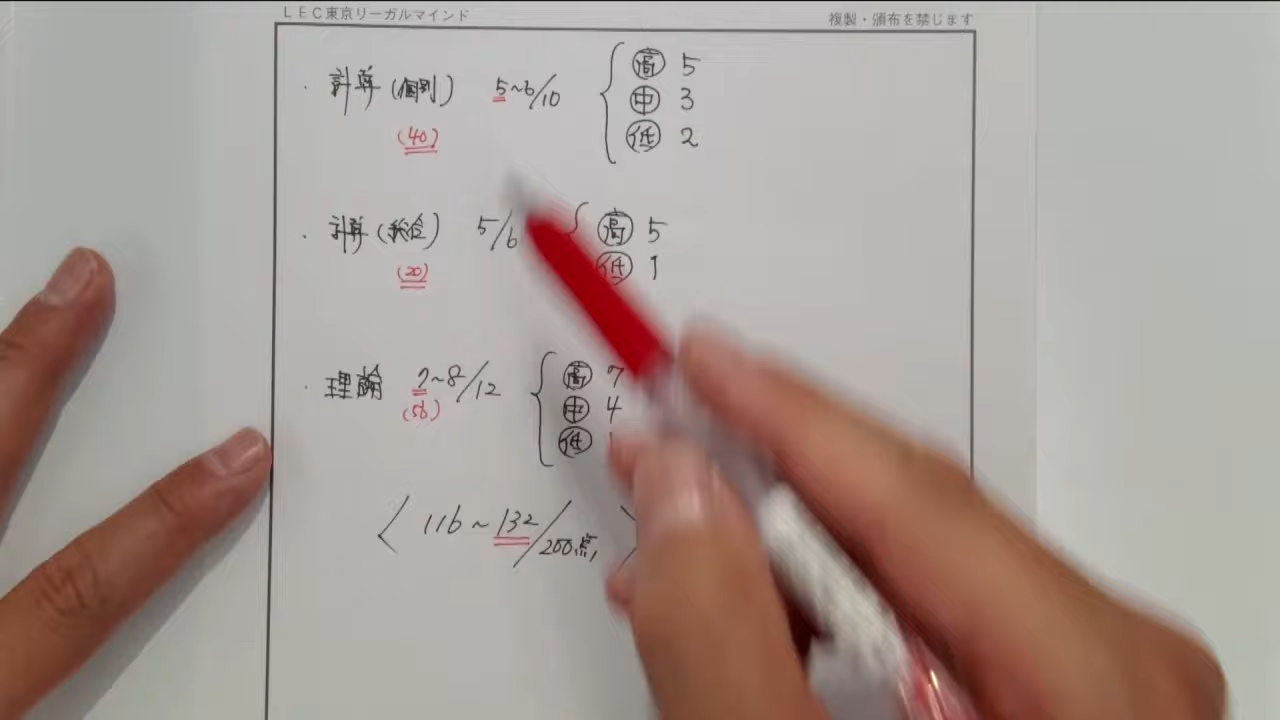 LEC東京リーガルマインド
複製・頒布を禁じます
・計算(個別) 5~6/10 高 5
中 3
低 2
(40)
・計算(総合) 5/6 高 5
低 1
(20)
・理論 7~8/12 高 7
中 4
低
(56)
〈 116 ~ 132/200点 〉